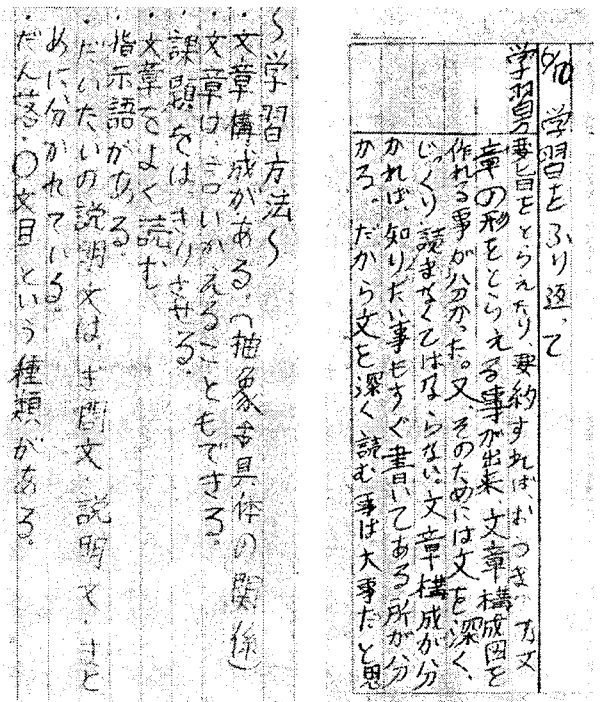 学習をふり返って
学習 要旨をとらえたり要約すれば、おつき 文
章の形をとらえる事が出来、文章構成図を
作れる事が分かった。又、そのためには文を深く、
じっくり読まなくてはならない。文章構成が分
かれば、知りたい事もすぐ書いてある所が分
かる。だから文を深く読む事は大事だと思
〜学習方法〜
・文章構成がある。(抽象 具体の関係)
・文章は言いかえることもできる。
・課題をはっきりさせる。
・文章をよく読む。
・指示語がある。
・だいたいの説明文は、ぎ問文・説明文・まと
めに分かれている。
・だん落・〇文目という種類がある。